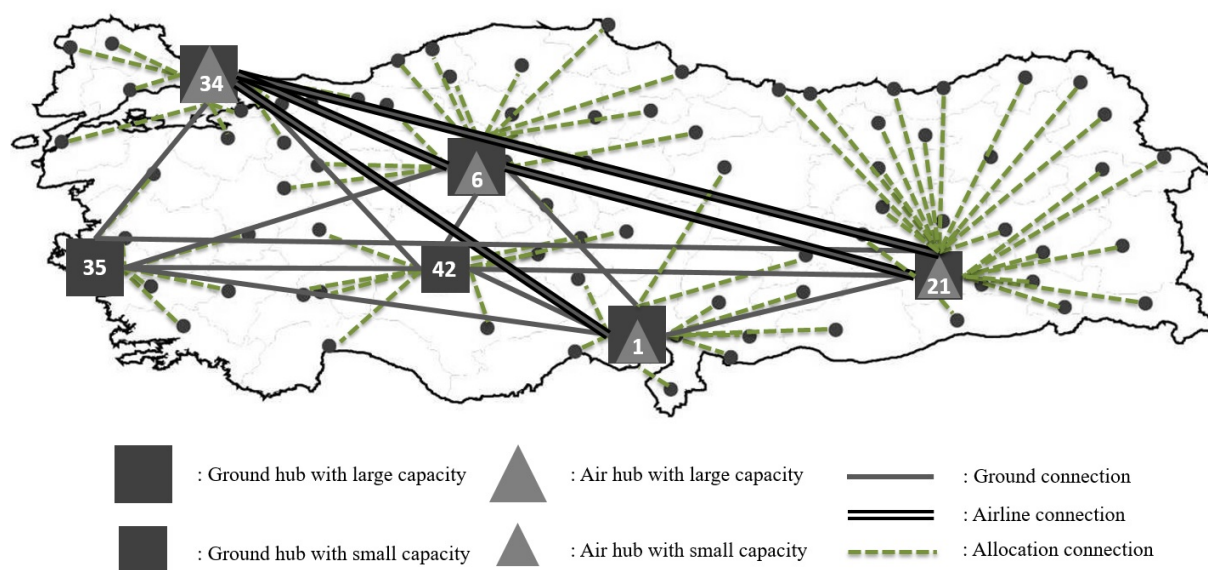 34
6
35
42
21
1
: Ground hub with large capacity
: Air hub with large capacity
: Ground connection
: Airline connection
: Ground hub with small capacity
: Air hub with small capacity
: Allocation connection